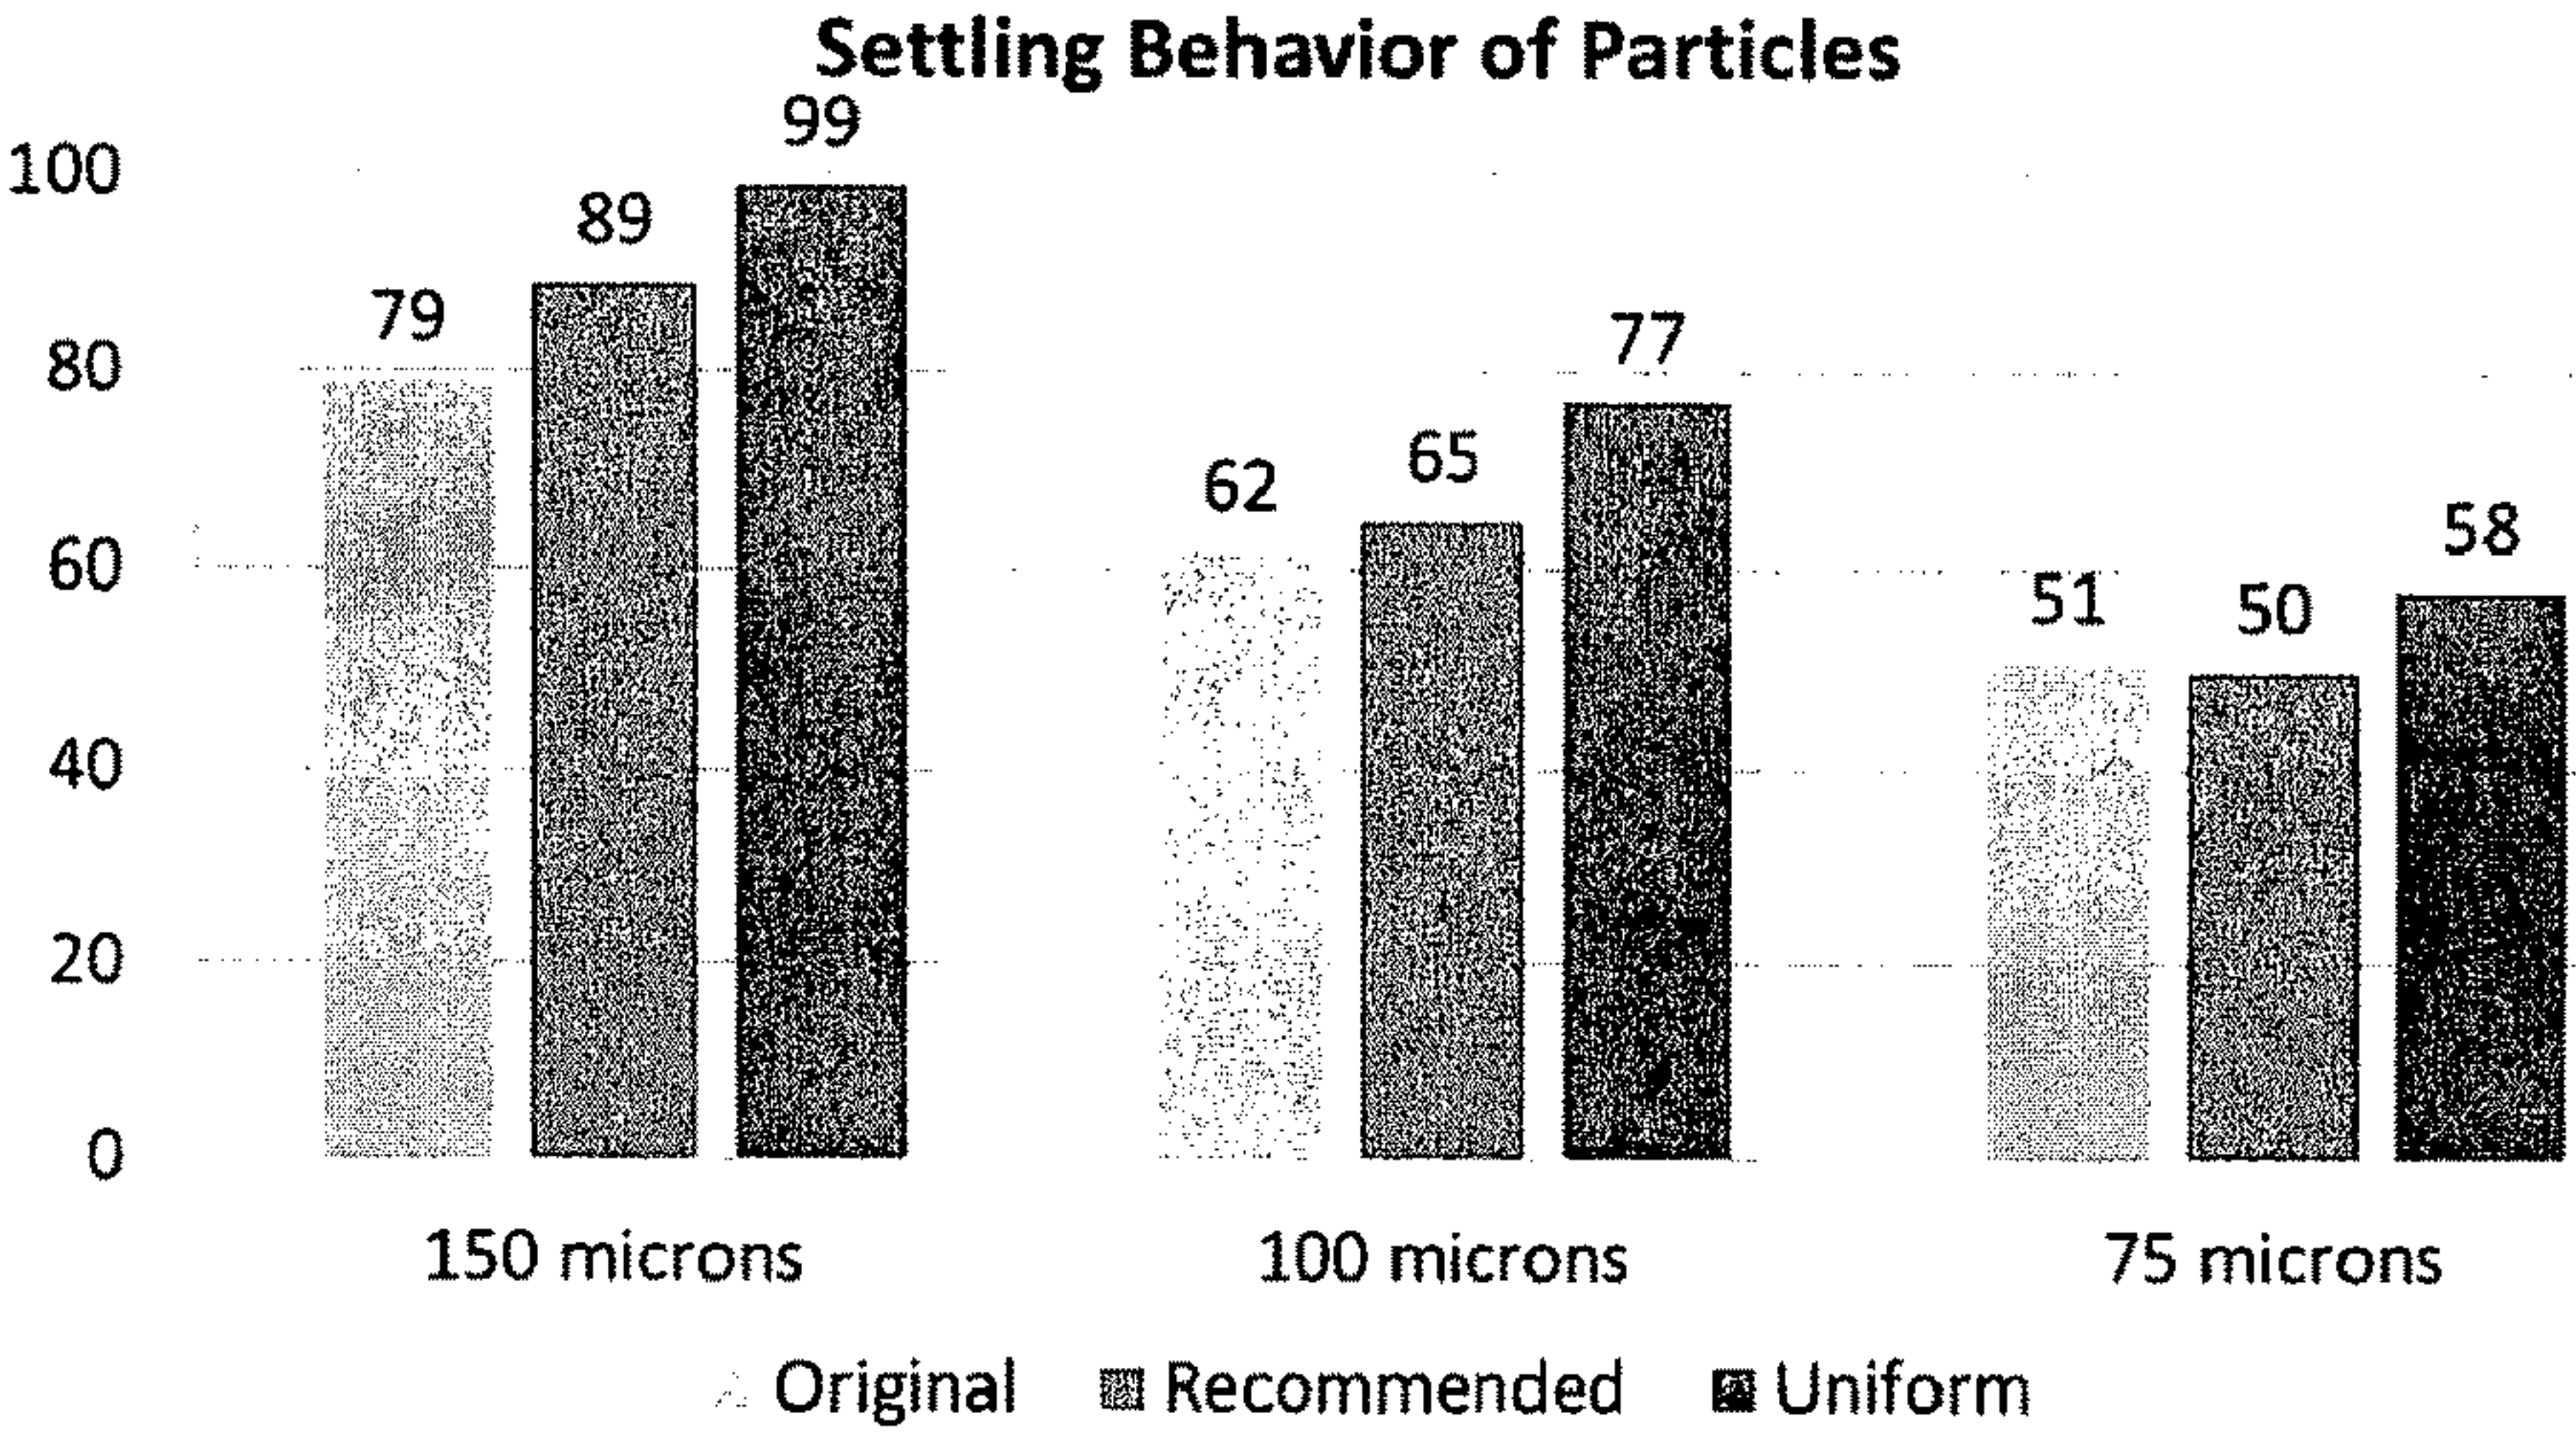 Settling Behavior of Particles
100
80
60
40
20
0
79
89
99
62
65
77
51
50
58
150 microns
100 microns
75 microns
Original
Recommended
Uniform